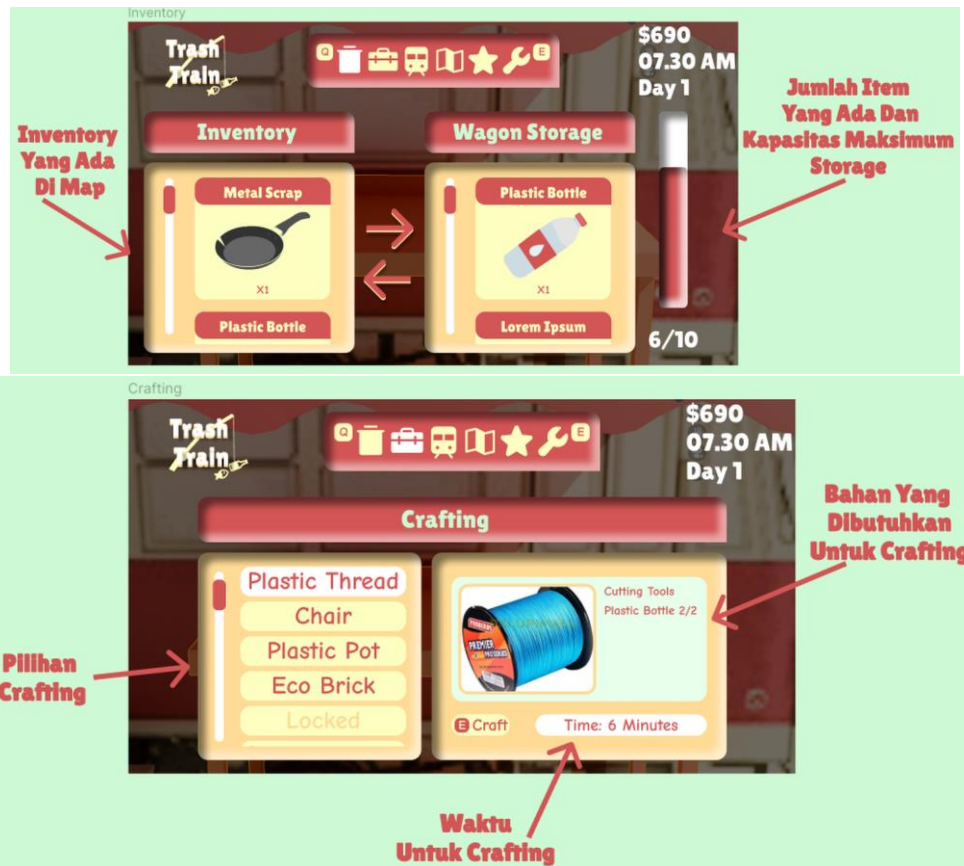 Inventory
Trash
Train
Q
E
$690
07.30 AM
Day 1
Inventory
Yang Ada
Di Map
Inventory
Wagon Storage
Jumlah Item
Yang Ada Dan
Kapasitas Maksimum
Storage
Metal Scrap
X1
Plastic Bottle
Plastic Bottle
X1
Lorem Ipsum
6/10
Crafting
Trash
Train
Q
E
$690
07.30 AM
Day 1
Crafting
Bahan Yang
Dibutuhkan
Untuk Crafting
Pilihan
Crafting
Plastic Thread
Chair
Plastic Pot
Eco Brick
Locked
PREMIER
Cutting Tools
Plastic Bottle 2/2
E Craft
Time: 6 Minutes
Waktu
Untuk Crafting